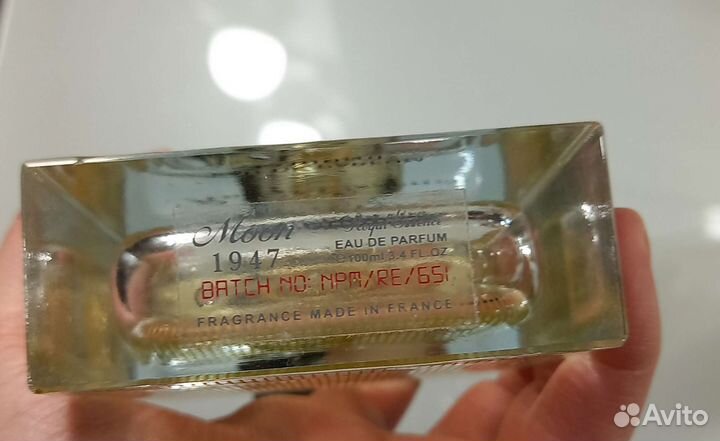 Moon
1947
EAU DE PARFUM
100ml 3.4 FL.OZ
BATCH NO: NPM/RE/651
FRAGRANCE MADE IN FRANCE
Avito